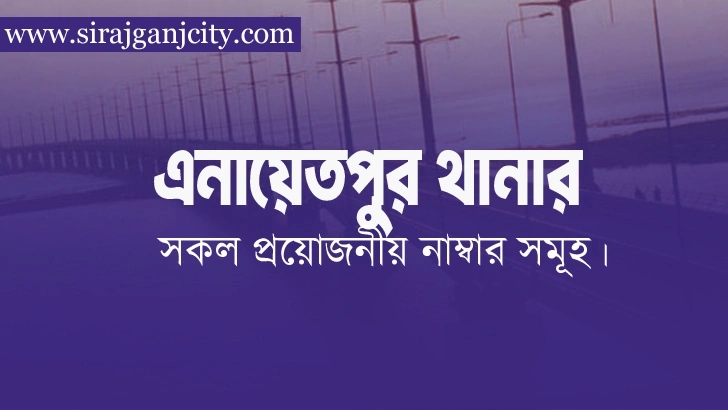 www.sirajganjcity.com
এনায়েতপুর থানার
সকল প্রয়োজনীয় নাম্বার সমূহ।